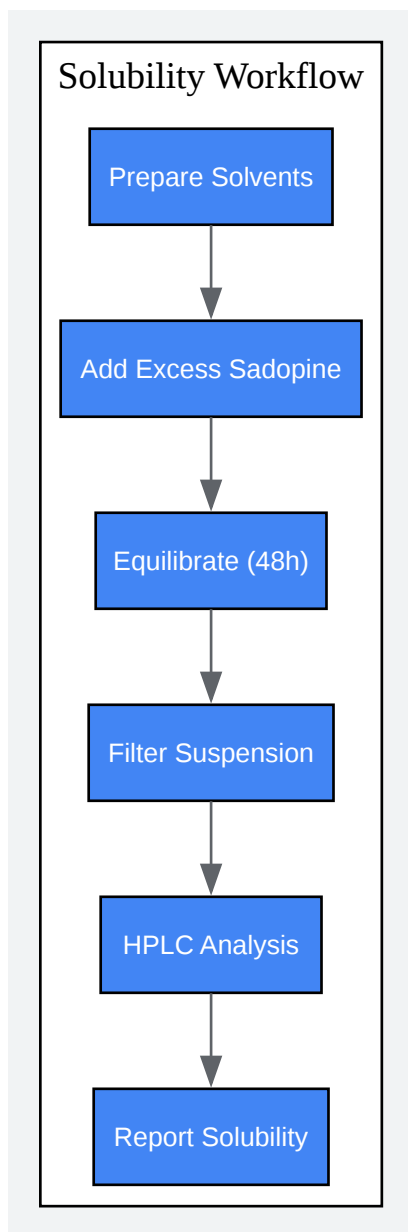 Solubility Workflow
Prepare Solvents
Add Excess Sadopine
Equilibrate (48h)
Filter Suspension
HPLC Analysis
Report Solubility